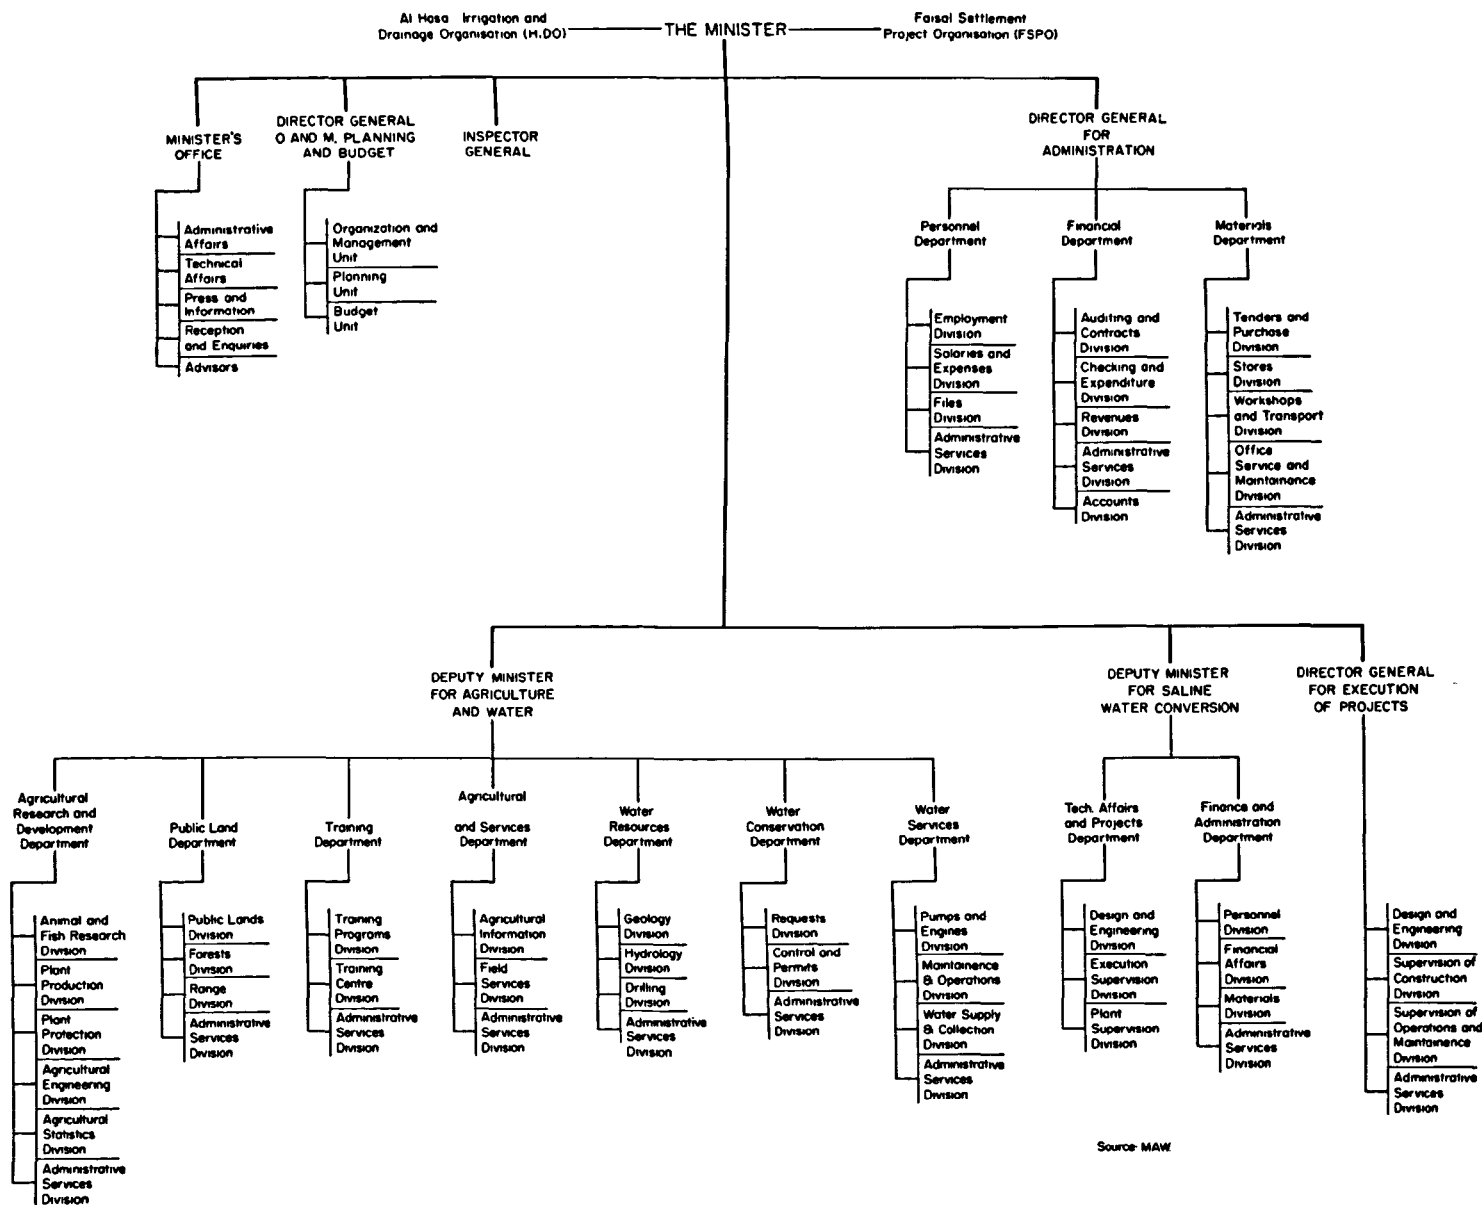 Al Hasa Irrigation and
Drainage Organisation (H.DO)
THE MINISTER
Faisal Settlement
Project Organisation (FSPO)
MINISTER'S
OFFICE
DIRECTOR GENERAL
O AND M, PLANNING
AND BUDGET
INSPECTOR
GENERAL
DIRECTOR GENERAL
FOR
ADMINISTRATION
Administrative
Affairs
Technical
Affairs
Press and
Information
Reception
and Enquiries
Advisors
Organization and
Management
Unit
Planning
Unit
Budget
Unit
Personnel
Department
Financial
Department
Materials
Department
Employment
Division
Salaries and
Expenses
Division
Files
Division
Administrative
Services
Division
Auditing and
Contracts
Division
Checking and
Expenditure
Division
Revenues
Division
Administrative
Services
Division
Accounts
Division
Tenders and
Purchase
Division
Stores
Division
Workshops
and Transport
Division
Office
Service and
Maintainance
Division
Administrative
Services
Division
DEPUTY MINISTER
FOR AGRICULTURE
AND WATER
DEPUTY MINISTER
FOR SALINE
WATER CONVERSION
DIRECTOR GENERAL
FOR EXECUTION
OF PROJECTS
Agricultural
Research and
Development
Department
Public Land
Department
Training
Department
Agricultural
and Services
Department
Water
Resources
Department
Water
Conservation
Department
Water
Services
Department
Tech. Affairs
and Projects
Department
Finance and
Administration
Department
Animal and
Fish Research
Division
Plant
Production
Division
Plant
Protection
Division
Agricultural
Engineering
Division
Agricultural
Statistics
Division
Administrative
Services
Division
Public Lands
Division
Forests
Division
Range
Division
Administrative
Services
Division
Training
Programs
Division
Training
Centre
Division
Administrative
Services
Division
Agricultural
Information
Division
Field
Services
Division
Administrative
Services
Division
Geology
Division
Hydrology
Division
Drilling
Division
Administrative
Services
Division
Requests
Division
Control and
Permits
Division
Administrative
Services
Division
Pumps and
Engines
Division
Maintainence
& Operations
Division
Water Supply
& Collection
Division
Administrative
Services
Division
Design and
Engineering
Division
Execution
Supervision
Division
Plant
Supervision
Division
Personnel
Division
Financial
Affairs
Division
Materials
Division
Administrative
Services
Division
Design and
Engineering
Division
Supervision of
Construction
Division
Supervision of
Operations and
Maintainence
Division
Administrative
Services
Division
Source: MAW.